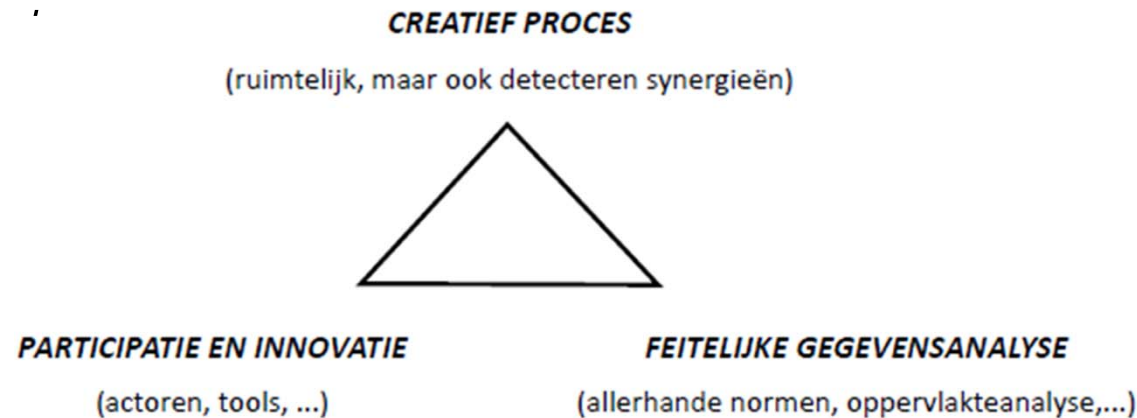 CREATIEF PROCES
(ruimtelijk, maar ook detecteren synergieën)
PARTICIPATIE EN INNOVATIE
FEITELIJKE GEGEVENSANALYSE
(actoren, tools, ...)
(allerhande normen, oppervlakteanalyse,...)